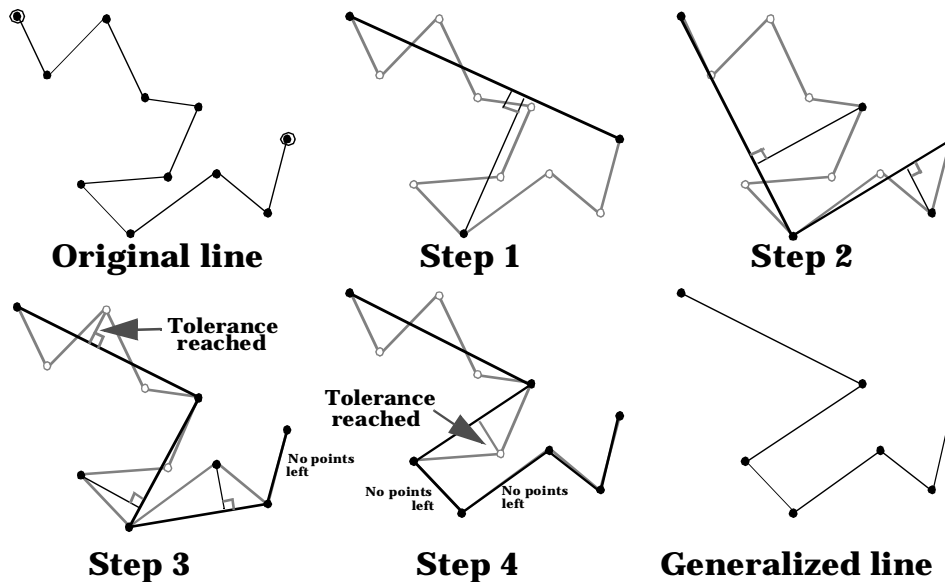 Original line
Step 1
Step 2
Tolerance
reached
No points
left
Step 3
Tolerance
reached
No points
left
No points
left
Step 4
Generalized line